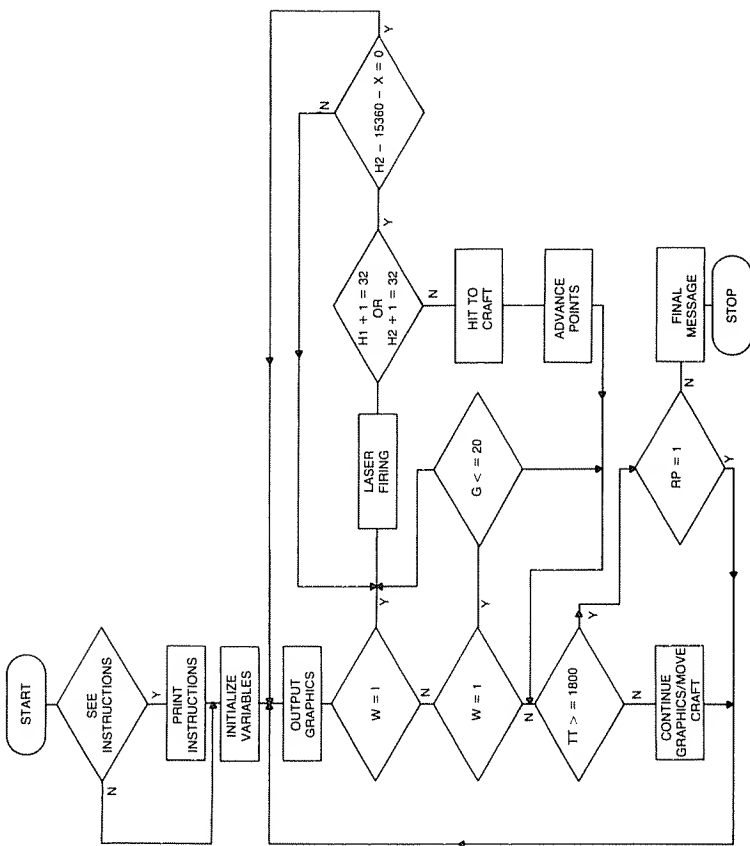 START
SEE
INSTRUCTIONS
N
Y
PRINT
INSTRUCTIONS
INITIALIZE
VARIABLES
OUTPUT
GRAPHICS
W = I
Y
N
W = 1
Y
N
TT > = 1800
Y
N
CONTINUE
GRAPHICS/MOVE
CRAFT
LASER
FIRING
G < = 20
H1 + 1 = 32
OR
H2 + 1 = 32
Y
N
HIT TO
CRAFT
ADVANCE
POINTS
H2 – 15360 – X = 0
N
Y
RP = 1
N
Y
FINAL
MESSAGE
STOP